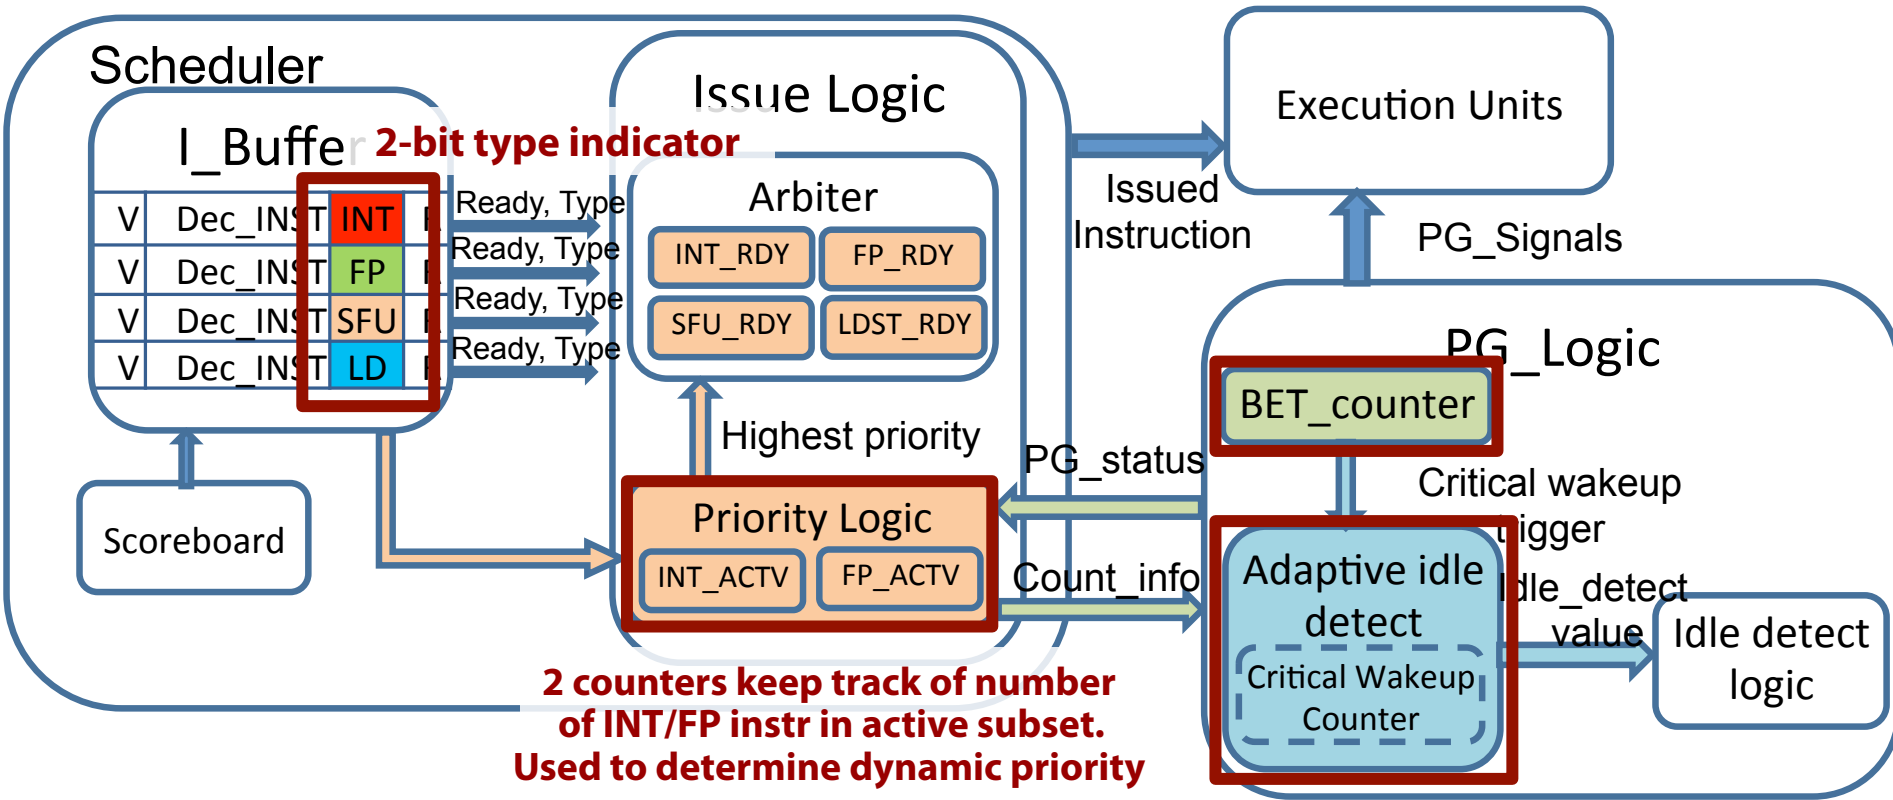 Scheduler
I_Buffer
2-bit type indicator
V Dec_INST INT R
V Dec_INST FP R
V Dec_INST SFU R
V Dec_INST LD R
Ready, Type
Ready, Type
Ready, Type
Ready, Type
Scoreboard
Issue Logic
Arbiter
INT_RDY FP_RDY
SFU_RDY LDST_RDY
Highest priority
Priority Logic
INT_ACTV FP_ACTV
2 counters keep track of number
of INT/FP instr in active subset.
Used to determine dynamic priority
Issued
Instruction
Execution Units
PG_Signals
PG_status
Count_info
PG_Logic
BET_counter
Critical wakeup
trigger
Adaptive idle
detect
Critical Wakeup
Counter
Idle_detect
value
Idle detect
logic